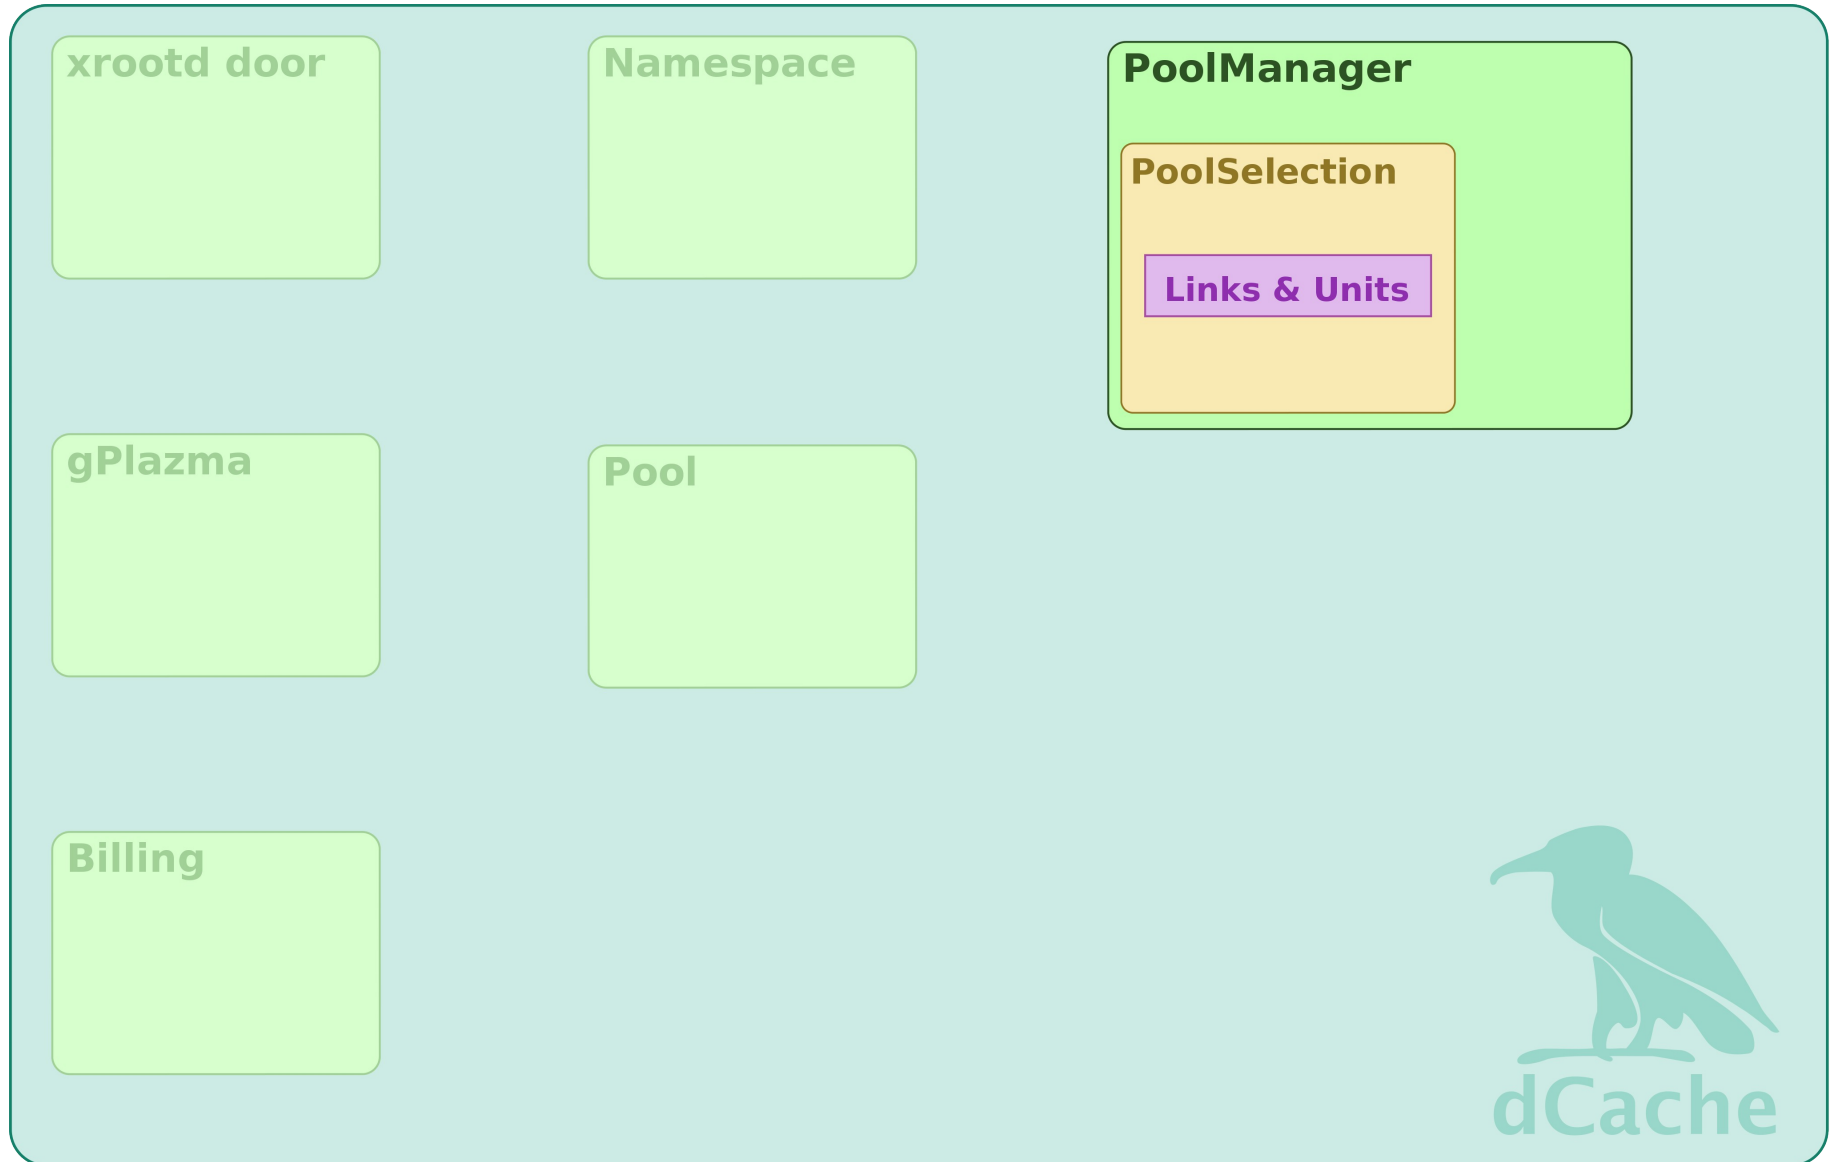 xrootd door
Namespace
PoolManager
PoolSelection
Links & Units
gPlazma
Pool
Billing
dCache